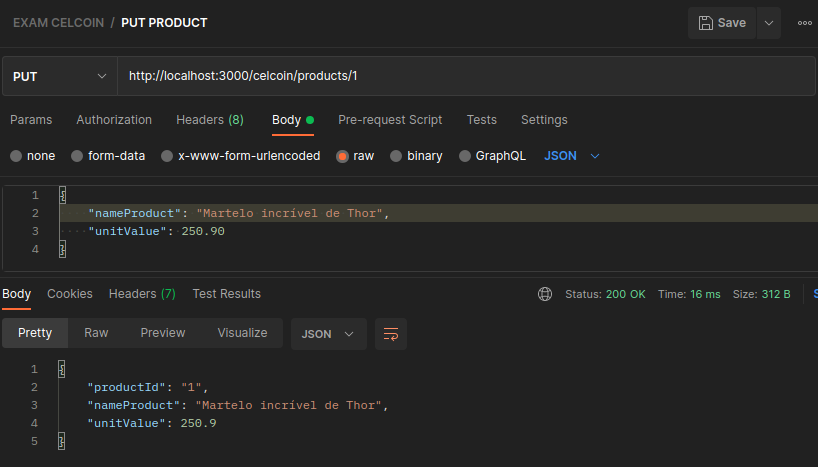 EXAM CELCOIN / PUT PRODUCT Save
PUT http://localhost:3000/celcoin/products/1
Params Authorization Headers (8) Body Pre-request Script Tests Settings
none form-data x-www-form-urlencoded raw binary GraphQL JSON
1 {
2 "nameProduct": "Martelo incrível de Thor",
3 "unitValue": 250.90
4 }
Body Cookies Headers (7) Test Results Status: 200 OK Time: 16 ms Size: 312 B
Pretty Raw Preview Visualize JSON
1 {
2 "productId": "1",
3 "nameProduct": "Martelo incrível de Thor",
4 "unitValue": 250.9
5 }